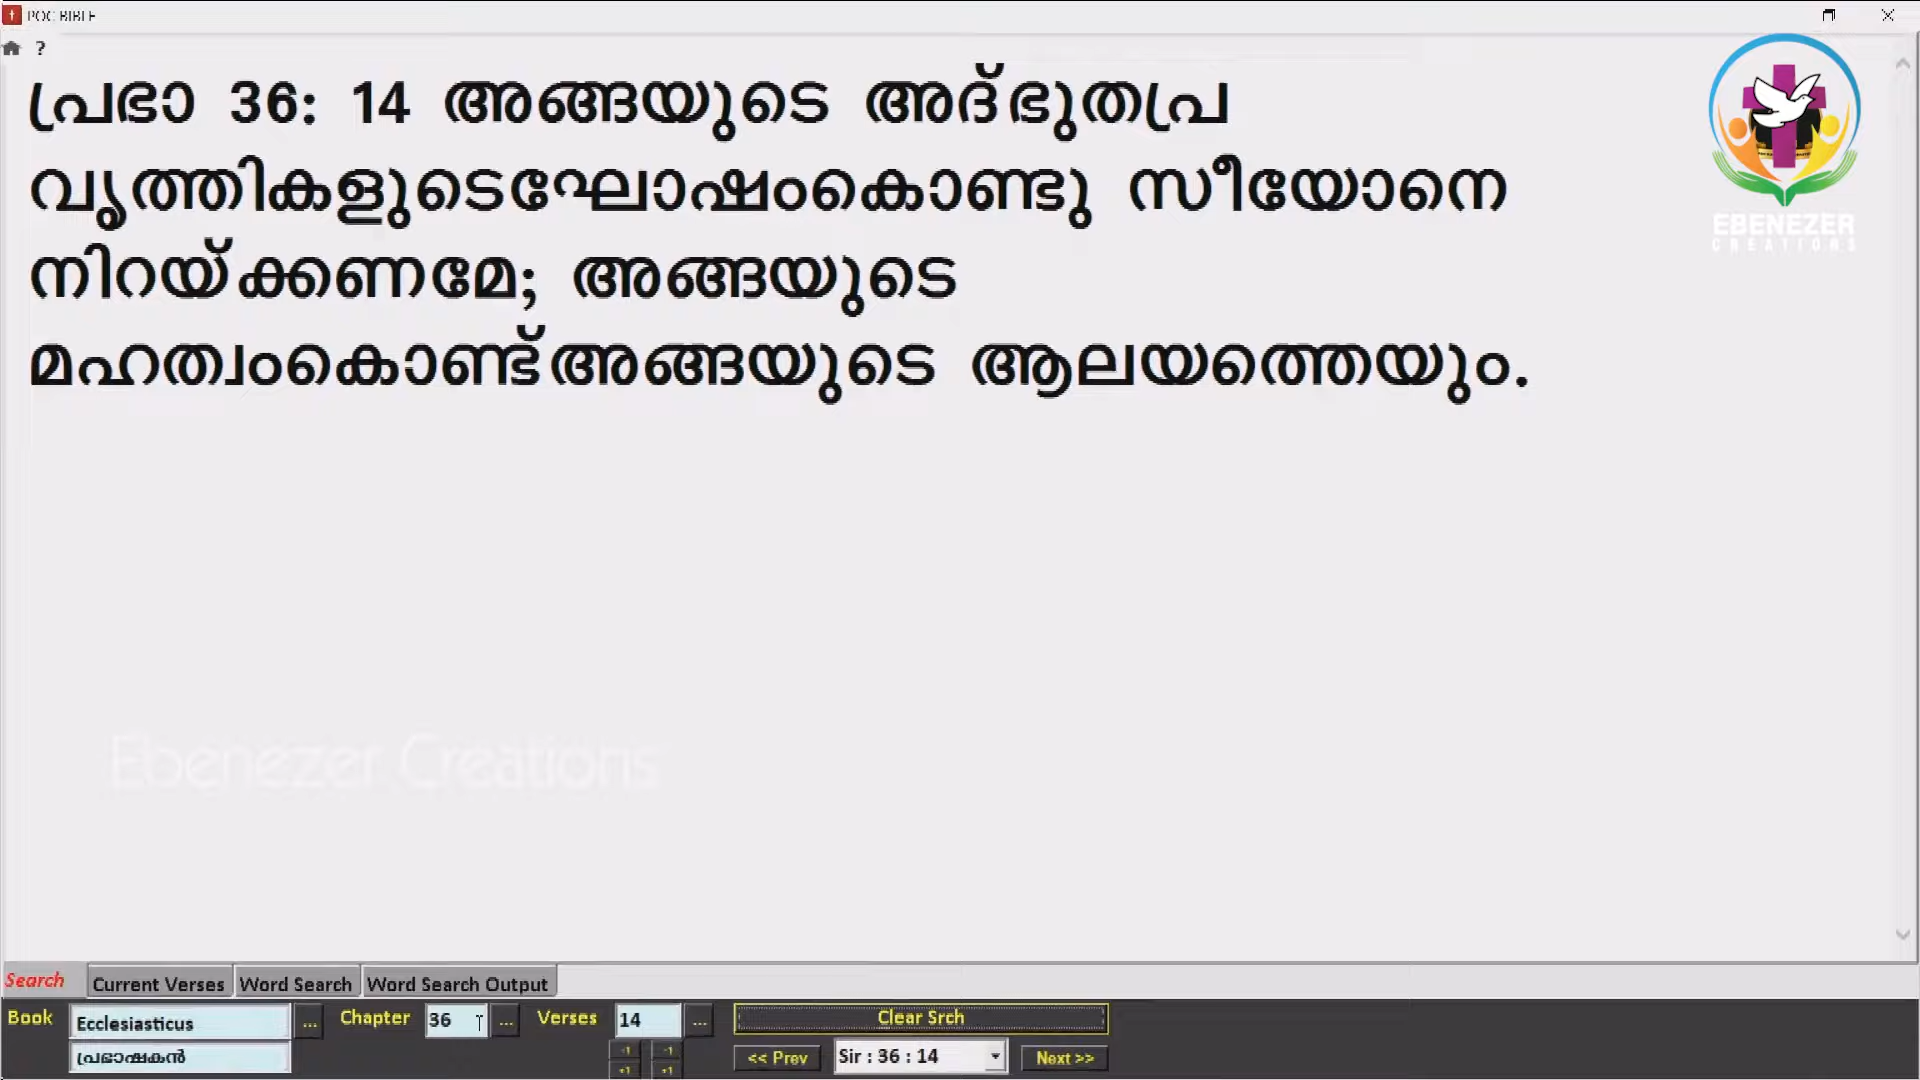 POC BIBLE
?
പ്രഭാ 36: 14 അങ്ങയുടെ അദ്ഭുതപ്ര
വൃത്തികളുടെഘോഷംകൊണ്ടു സീയോനെ
നിറയ്ക്കണമേ; അങ്ങയുടെ
മഹത്വംകൊണ്ട്അങ്ങയുടെ ആലയത്തെയും.
EBENEZER
CREATIONS
Ebenezer Creations
Search Current Verses Word Search Word Search Output
Book Ecclesiasticus ... Chapter 36 ... Verses 14 ... Clear Srch
പ്രഭാഷകൻ << Prev Sir : 36 : 14 Next >>